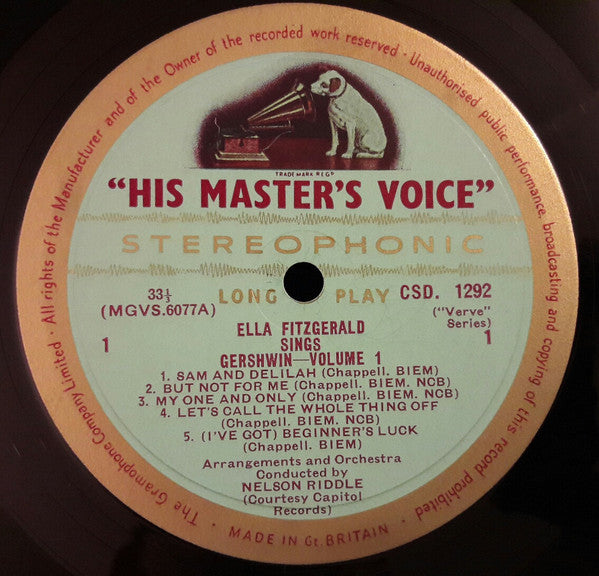 The Gramophone Company Limited · All rights of the Manufacturer and of the Owner of the recorded work reserved · Unauthorised public performance, broadcasting and copying of this record prohibited ·
TRADE MARK REGD
"HIS MASTER'S VOICE"
STEREOPHONIC
33⅓ LONG PLAY CSD. 1292
(MGVS.6077A) ("Verve" Series)
1 1
ELLA FITZGERALD
SINGS
GERSHWIN—VOLUME 1
1. SAM AND DELILAH (Chappell. BIEM)
2. BUT NOT FOR ME (Chappell. BIEM. NCB)
3. MY ONE AND ONLY (Chappell. BIEM. NCB)
4. LET'S CALL THE WHOLE THING OFF
(Chappell. BIEM. NCB)
5. (I'VE GOT) BEGINNER'S LUCK
(Chappell. BIEM)
Arrangements and Orchestra
Conducted by
NELSON RIDDLE
(Courtesy Capitol
Records)
MADE IN Gt. BRITAIN